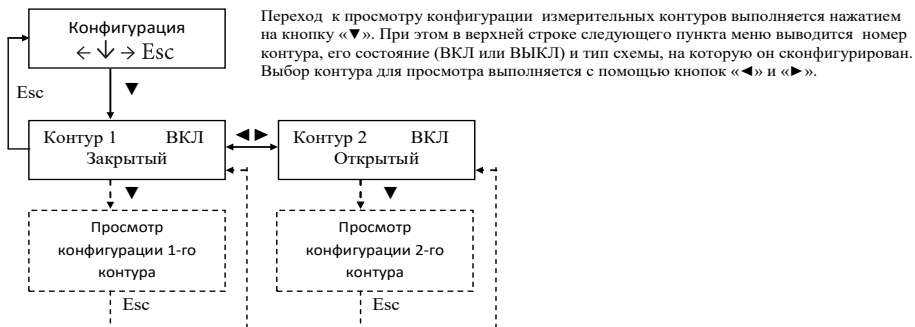 Конфигурация
← ↓ → Esc
Переход к просмотру конфигурации измерительных контуров выполняется нажатием
на кнопку «▼». При этом в верхней строке следующего пункта меню выводится номер
контура, его состояние (ВКЛ или ВЫКЛ) и тип схемы, на которую он сконфигурирован.
Выбор контура для просмотра выполняется с помощью кнопок «◄» и «►».
Esc
▼
Контур 1 ВКЛ
Закрытый
◄►
Контур 2 ВКЛ
Открытый
▼
▼
Просмотр
конфигурации 1-го
контура
Просмотр
конфигурации 2-го
контура
Esc
Esc